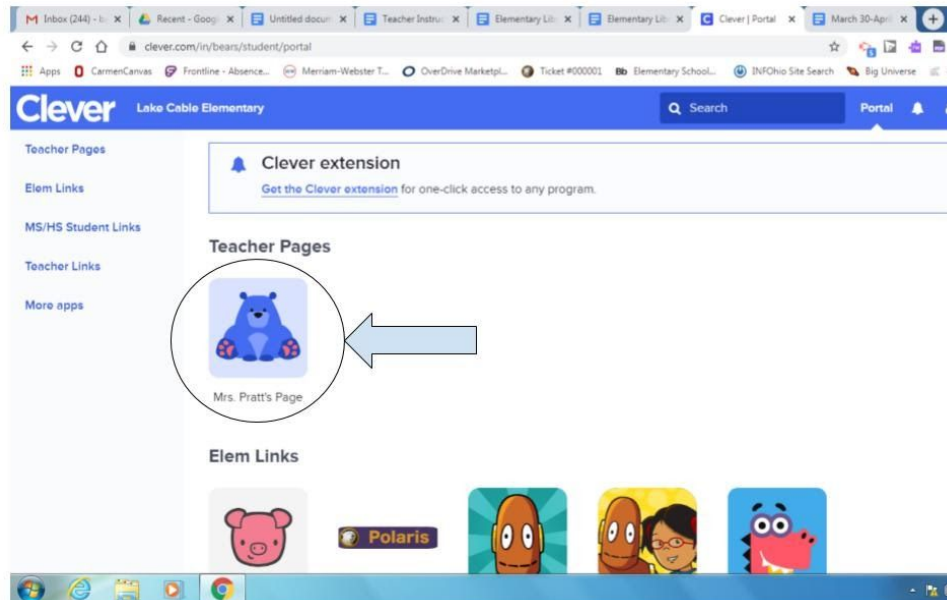 Inbox (244) - Recent - Goog Untitled docum Teacher Instruc Elementary Lib Elementary Lib Clever | Portal March 30-April
clever.com/in/bears/student/portal
Apps CarmenCanvas Frontline - Absence... Merriam-Webster T... OverDrive Marketpl... Ticket #000001 Bb Elementary School... INFOhio Site Search Big Universe
Clever Lake Cable Elementary Search Portal
Teacher Pages
Elem Links
MS/HS Student Links
Teacher Links
More apps
Clever extension
Get the Clever extension for one-click access to any program.
Teacher Pages
Mrs. Pratt's Page
Elem Links
Polaris